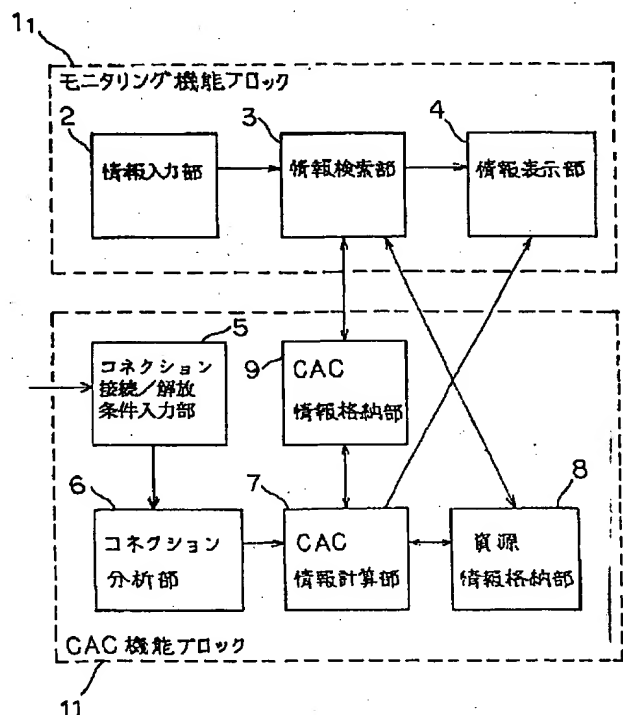 11
モニタリング機能ブロック
2
情報入力部
3
情報検索部
4
情報表示部
5
コネクション
接続/解放
条件入力部
9
CAC
情報格納部
6
コネクション
分析部
7
CAC
情報計算部
8
資源
情報格納部
CAC機能ブロック
11